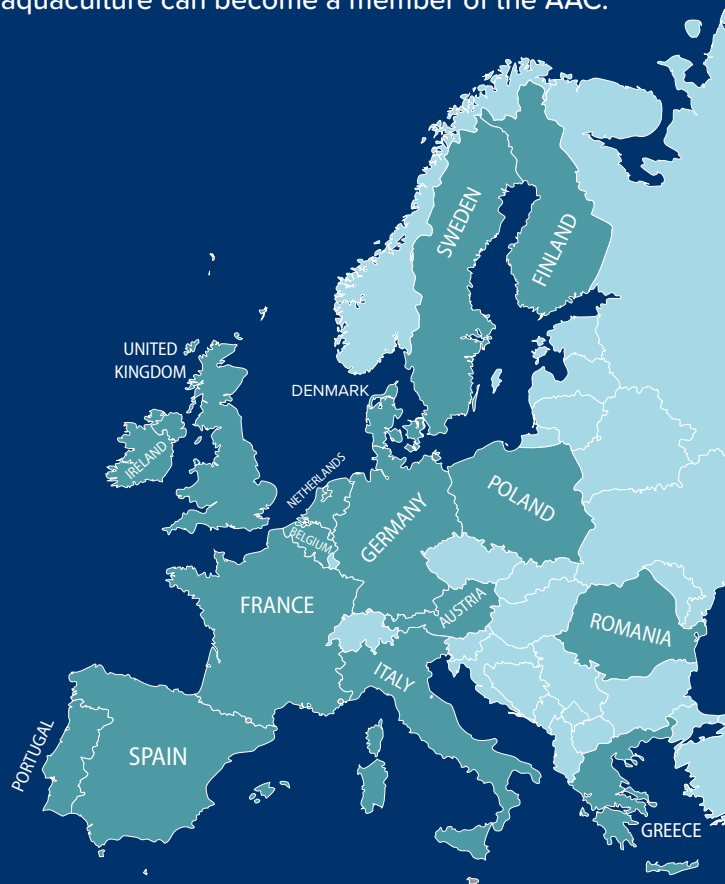 aquaculture can become a member of the AAC.
SWEDEN
FINLAND
UNITED
KINGDOM
DENMARK
IRELAND
NETHERLANDS
POLAND
GERMANY
BELGIUM
FRANCE
AUSTRIA
ROMANIA
ITALY
PORTUGAL
SPAIN
GREECE